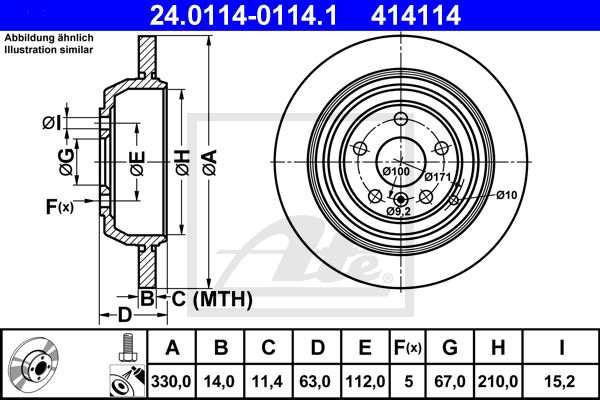 24.0114-0114.1 414114
Abbildung ähnlich
Illustration similar
ØI
ØG
ØE
ØH
ØA
F(x)
B
C (MTH)
D
Ø100
Ø171
Ø10
Ø9,2
Ate
A B C D E F(x) G H I
330,0 14,0 11,4 63,0 112,0 5 67,0 210,0 15,2